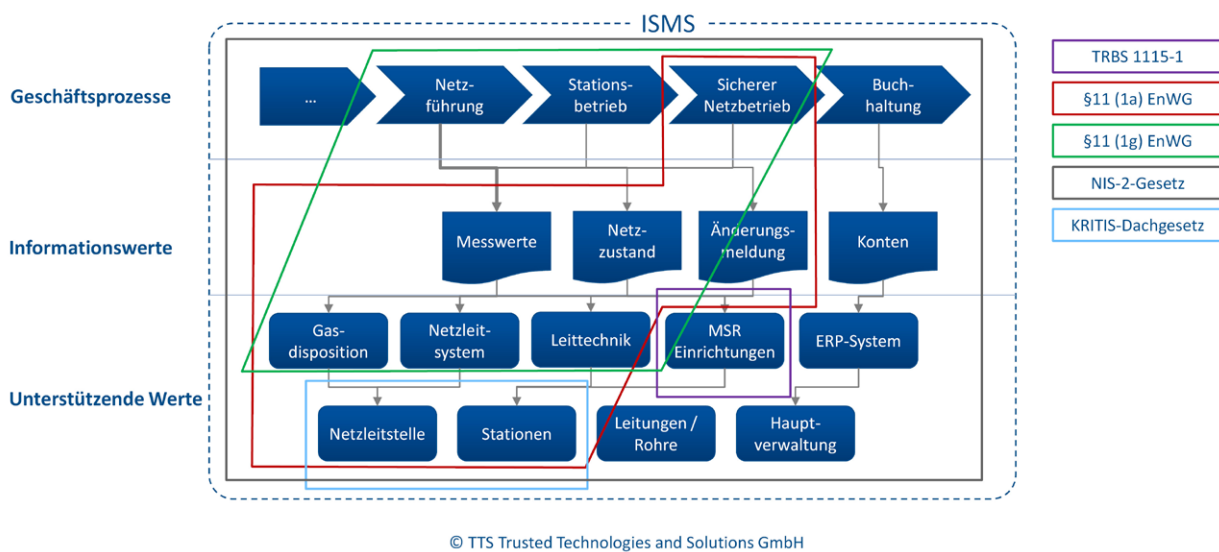 ISMS
Geschäftsprozesse
...
Netz-
führung
Stations-
betrieb
Sicherer
Netzbetrieb
Buch-
haltung
TRBS 1115-1
§11 (1a) EnWG
§11 (1g) EnWG
NIS-2-Gesetz
KRITIS-Dachgesetz
Informationswerte
Messwerte
Netz-
zustand
Änderungs-
meldung
Konten
Unterstützende Werte
Gas-
disposition
Netzleit-
system
Leittechnik
MSR
Einrichtungen
ERP-System
Netzleitstelle
Stationen
Leitungen /
Rohre
Haupt-
verwaltung
© TTS Trusted Technologies and Solutions GmbH